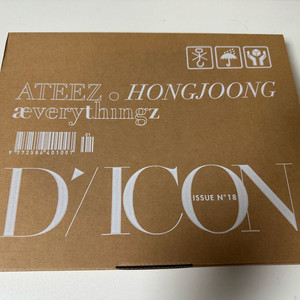 ATEEZ HONGJOONG
æverythingz
D'/ICON
ISSUE N°18